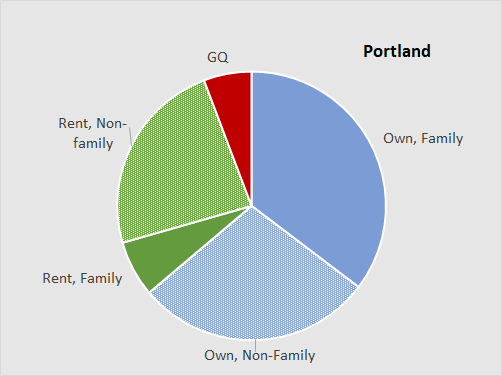 Portland
GQ
Own, Family
Rent, Non-
family
Rent, Family
Own, Non-Family